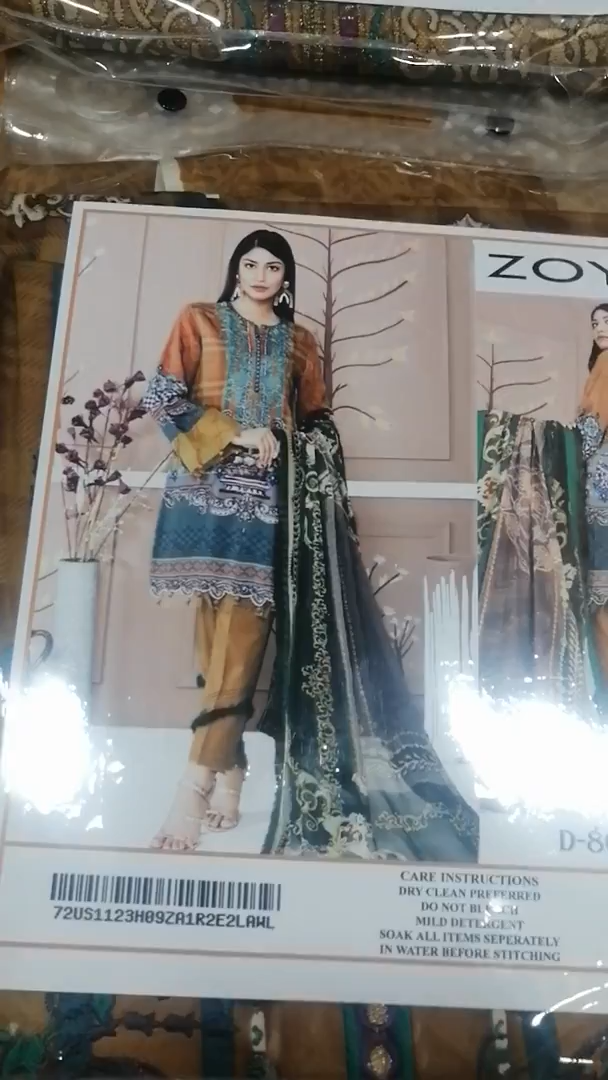 ZOY
D-8
72US1123H09ZA1R2E2LAWL
CARE INSTRUCTIONS
DRY CLEAN PREFERRED
DO NOT BLEACH
MILD DETERGENT
SOAK ALL ITEMS SEPERATELY
IN WATER BEFORE STITCHING